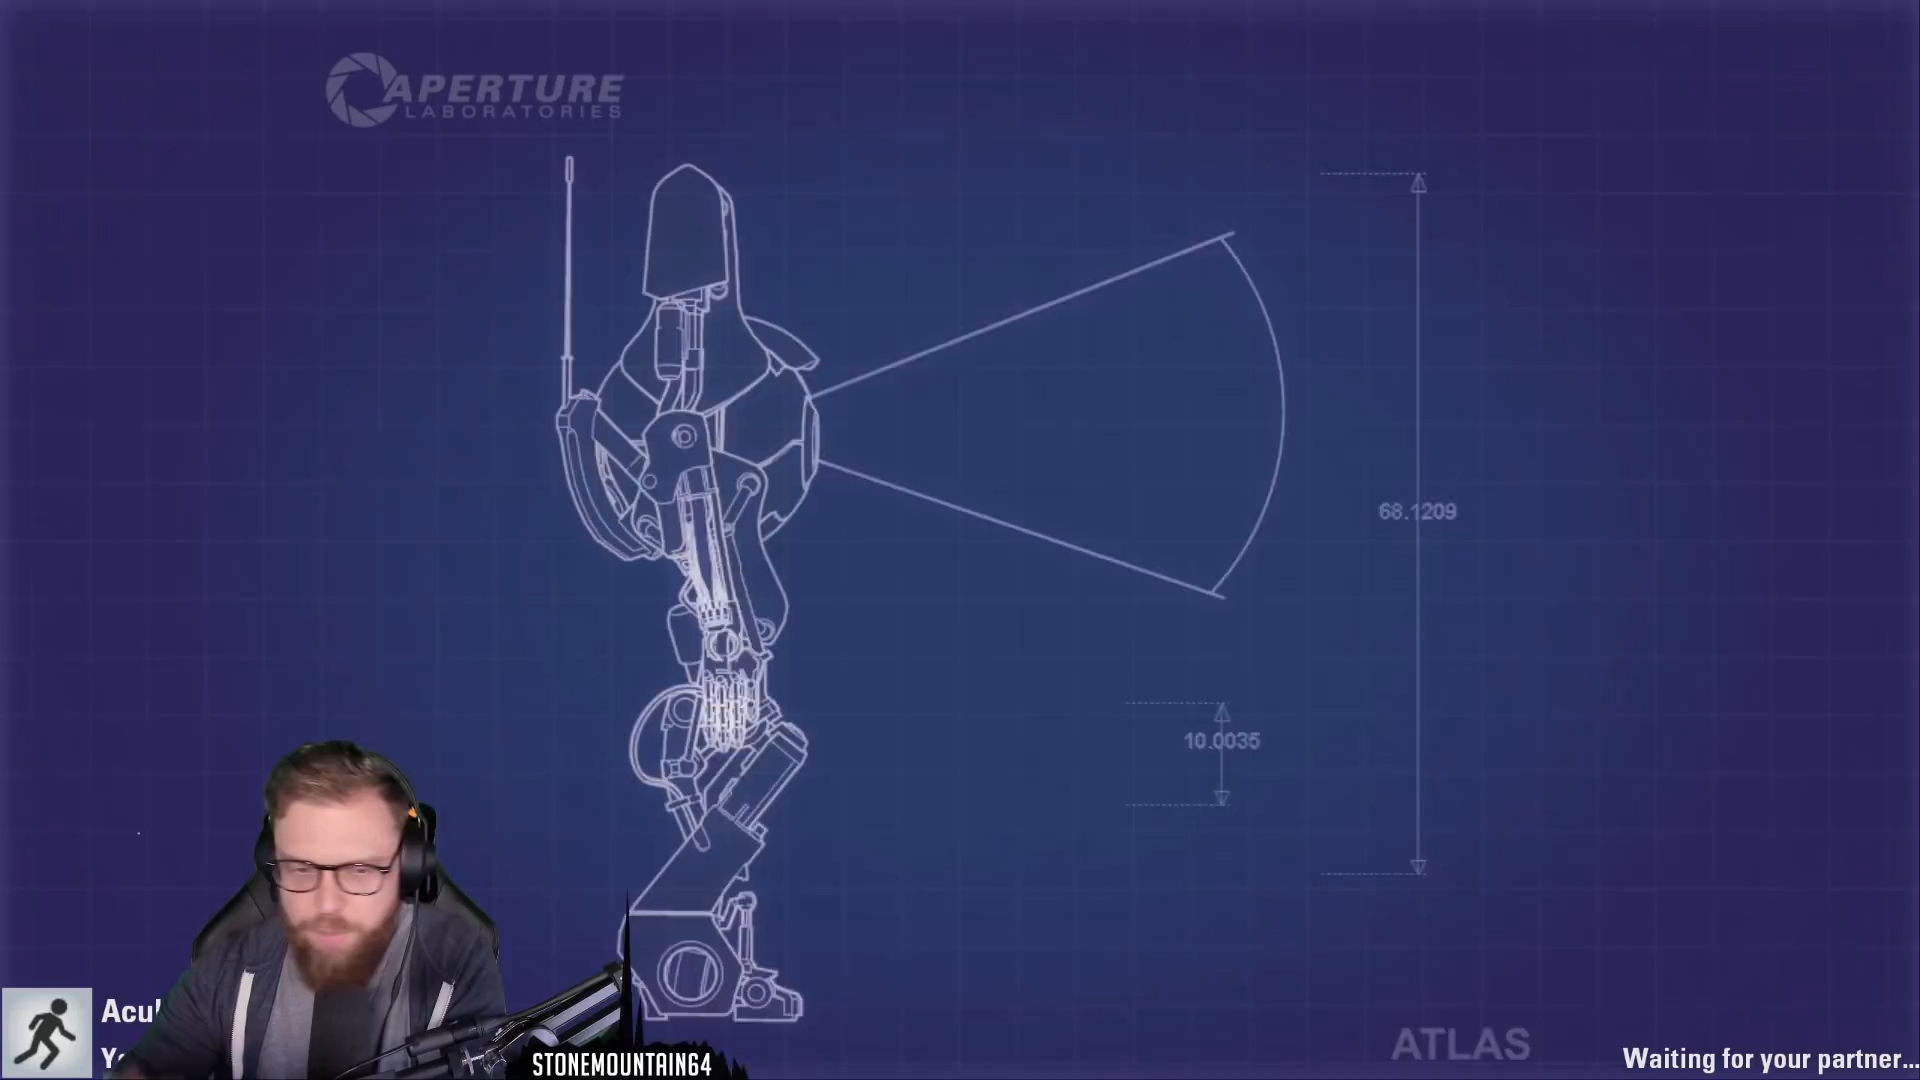 APERTURE
LABORATORIES
68.1209
10.0035
ATLAS
Waiting for your partner...
STONEMOUNTAIN64